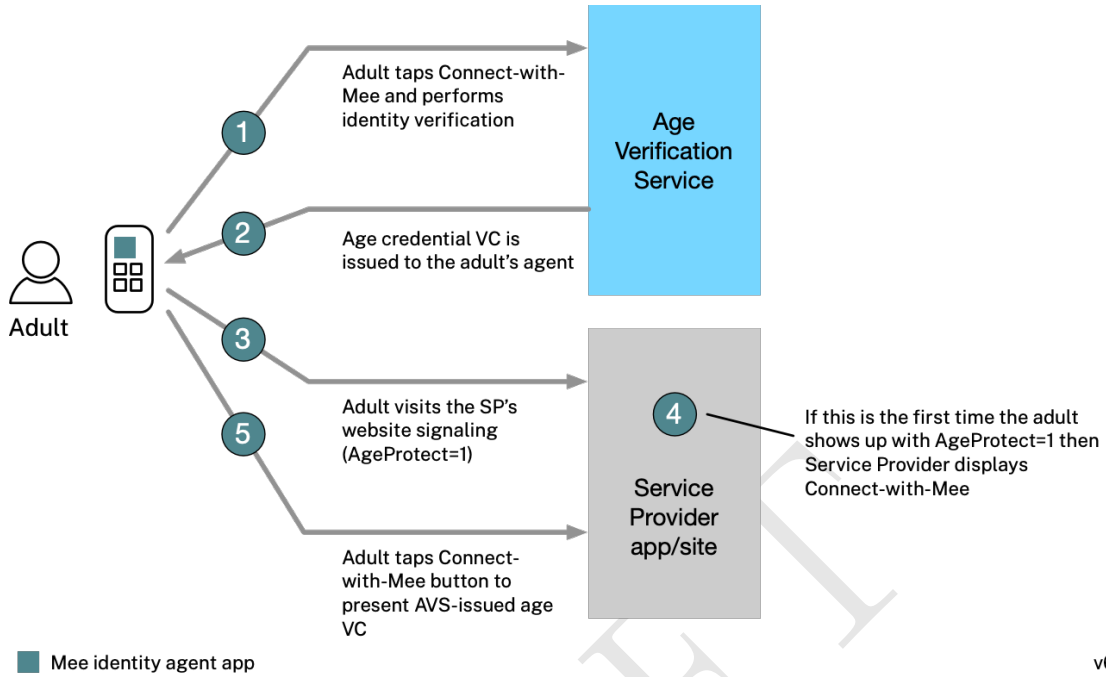 Adult taps Connect-with-
Mee and performs
identity verification
1
Age
Verification
Service
2
Age credential VC is
issued to the adult's agent
Adult
3
Adult visits the SP's
website signaling
(AgeProtect=1)
4
If this is the first time the adult
shows up with AgeProtect=1 then
Service Provider displays
Connect-with-Mee
5
Service
Provider
app/site
Adult taps Connect-
with-Mee button to
present AVS-issued age
VC
Mee identity agent app